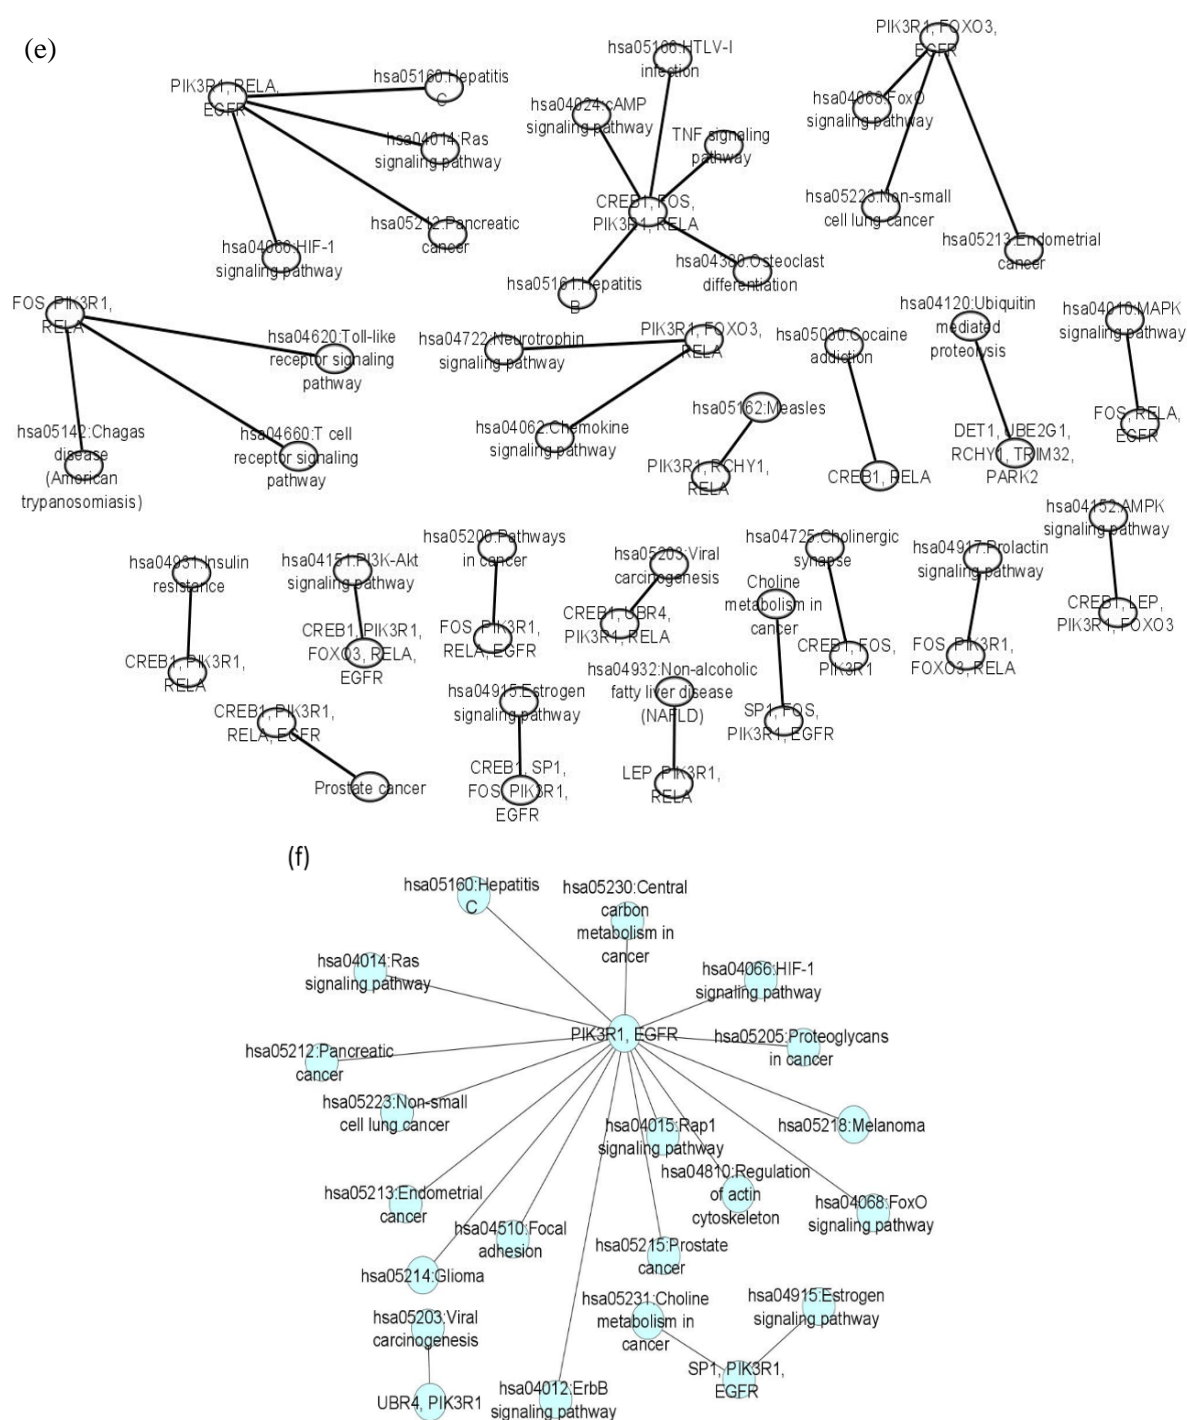 (e)
PIK3R1, RELA,
EGFR
hsa05160:Hepatitis
C
hsa04014:Ras
signaling pathway
hsa05212:Pancreatic
cancer
hsa04066:HIF-1
signaling pathway
hsa05166:HTLV-I
infection
hsa04024:cAMP
signaling pathway
TNF signaling
pathway
CREB1, FOS,
PIK3R1, RELA
hsa04380:Osteoclast
differentiation
hsa05161:Hepatitis
B
PIK3R1, FOXO3,
EGFR
hsa04068:FoxO
signaling pathway
hsa05223:Non-small
cell lung cancer
hsa05213:Endometrial
cancer
FOS, PIK3R1,
RELA
hsa04620:Toll-like
receptor signaling
pathway
hsa05142:Chagas
disease
(American
trypanosomiasis)
hsa04660:T cell
receptor signaling
pathway
hsa04722:Neurotrophin
signaling pathway
PIK3R1, FOXO3,
RELA
hsa04062:Chemokine
signaling pathway
hsa05162:Measles
PIK3R1, RCHY1,
RELA
hsa05030:Cocaine
addiction
CREB1, RELA
hsa04120:Ubiquitin
mediated
proteolysis
DET1, UBE2G1,
RCHY1, TRIM32,
PARK2
hsa04010:MAPK
signaling pathway
FOS, RELA,
EGFR
hsa04931:Insulin
resistance
CREB1, PIK3R1,
RELA
hsa04151:PI3K-Akt
signaling pathway
CREB1, PIK3R1,
FOXO3, RELA,
EGFR
hsa05200:Pathways
in cancer
FOS, PIK3R1,
RELA, EGFR
hsa05203:Viral
carcinogenesis
CREB1, UBR4,
PIK3R1, RELA
Choline
metabolism in
cancer
SP1, FOS,
PIK3R1, EGFR
hsa04725:Cholinergic
synapse
CREB1, FOS,
PIK3R1
hsa04917:Prolactin
signaling pathway
FOS, PIK3R1,
FOXO3, RELA
hsa04152:AMPK
signaling pathway
CREB1, LEP,
PIK3R1, FOXO3
CREB1, PIK3R1,
RELA, EGFR
Prostate cancer
hsa04915:Estrogen
signaling pathway
CREB1, SP1,
FOS, PIK3R1,
EGFR
hsa04932:Non-alcoholic
fatty liver disease
(NAFLD)
LEP, PIK3R1,
RELA
(f)
hsa05160:Hepatitis
C
hsa05230:Central
carbon
metabolism in
cancer
hsa04014:Ras
signaling pathway
hsa04066:HIF-1
signaling pathway
PIK3R1, EGFR
hsa05205:Proteoglycans
in cancer
hsa05212:Pancreatic
cancer
hsa05223:Non-small
cell lung cancer
hsa04015:Rap1
signaling pathway
hsa05218:Melanoma
hsa04810:Regulation
of actin
cytoskeleton
hsa05213:Endometrial
cancer
hsa04510:Focal
adhesion
hsa04068:FoxO
signaling pathway
hsa05215:Prostate
cancer
hsa05214:Glioma
hsa05231:Choline
metabolism in
cancer
hsa04915:Estrogen
signaling pathway
hsa05203:Viral
carcinogenesis
SP1, PIK3R1,
EGFR
UBR4, PIK3R1
hsa04012:ErbB
signaling pathway